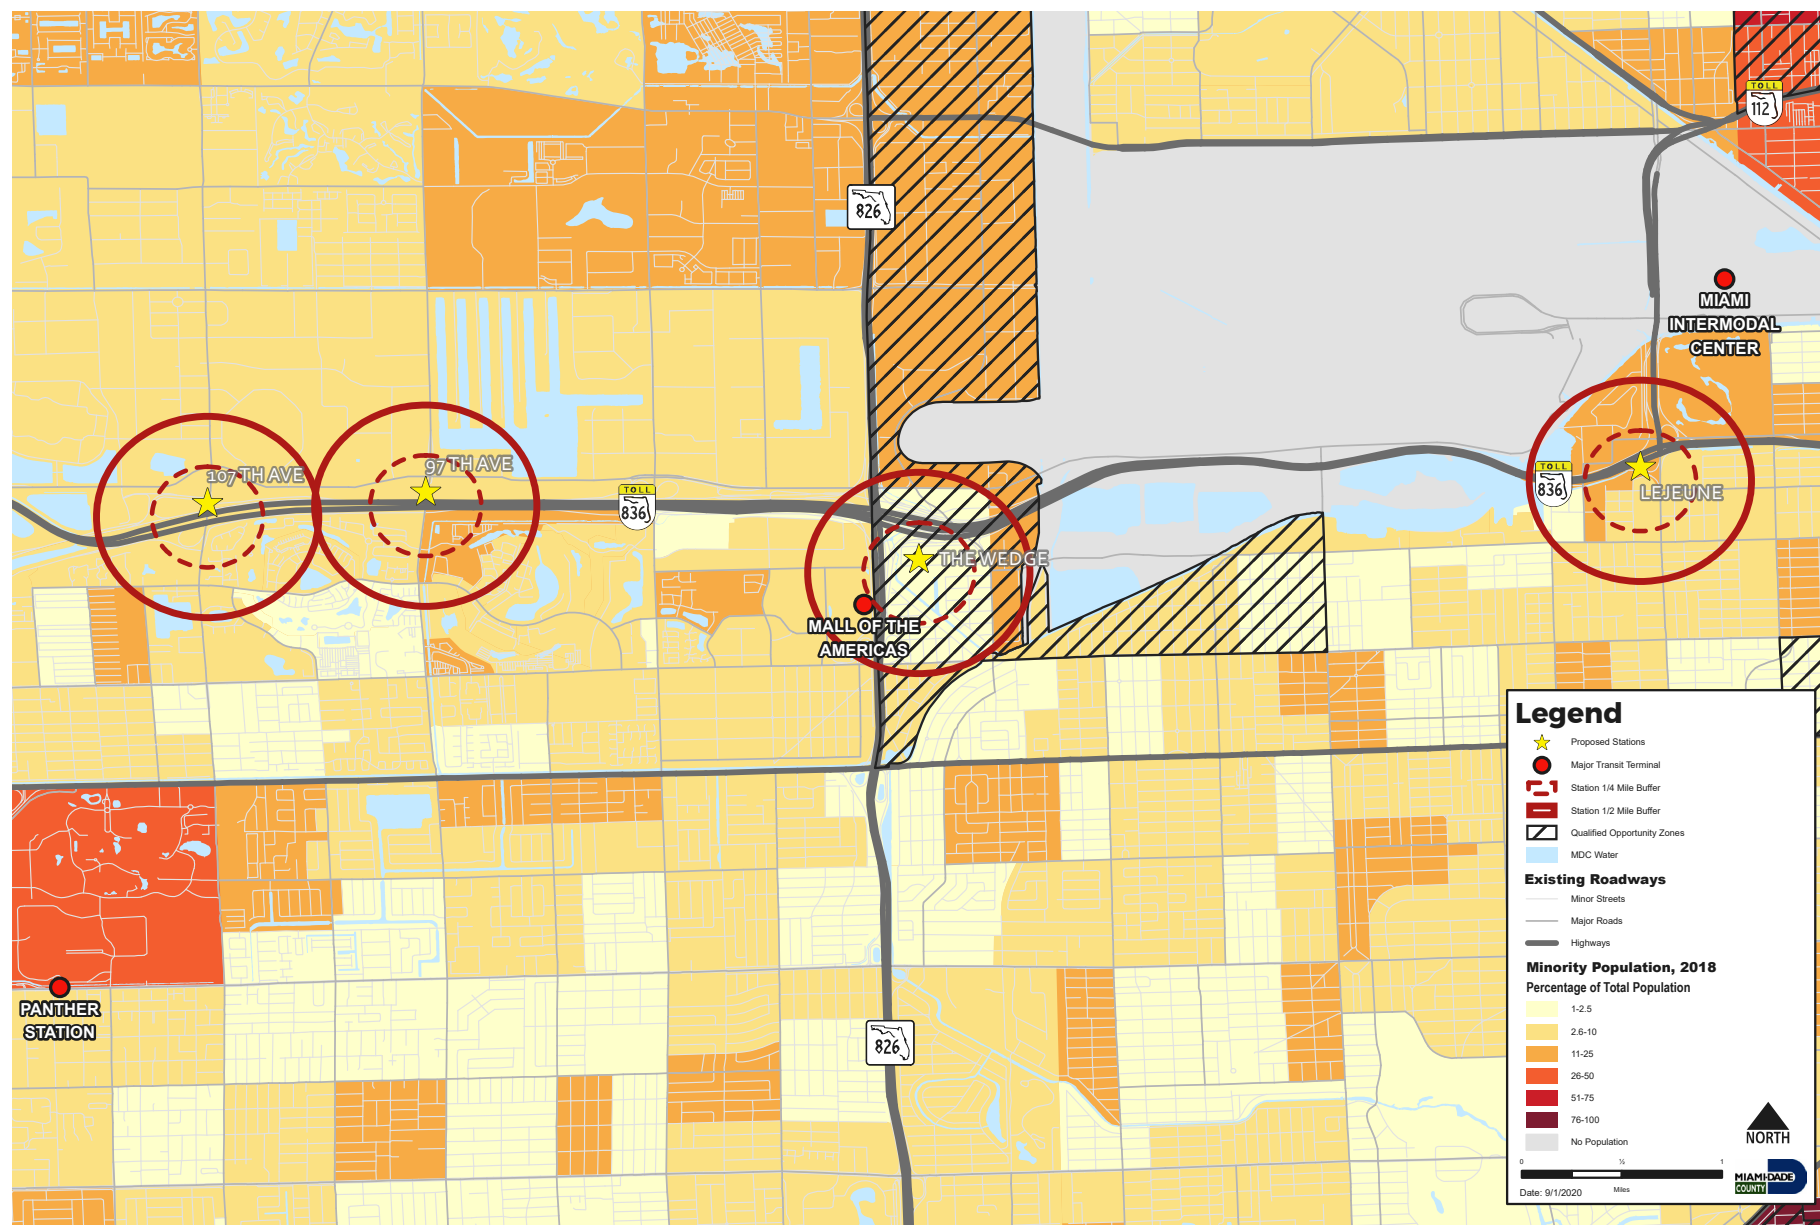 TOLL
112
826
MIAMI
INTERMODAL
CENTER
107TH AVE
97TH AVE
TOLL
836
TOLL
836
LEJEUNE
THE WEDGE
MALL OF THE
AMERICAS
PANTHER
STATION
826
Legend
Proposed Stations
Major Transit Terminal
Station 1/4 Mile Buffer
Station 1/2 Mile Buffer
Qualified Opportunity Zones
MDC Water
Existing Roadways
Minor Streets
Major Roads
Highways
Minority Population, 2018
Percentage of Total Population
1-2.5
2.6-10
11-25
26-50
51-75
76-100
No Population
NORTH
0 ½ 1
Miles
Date: 9/1/2020
MIAMI-DADE
COUNTY